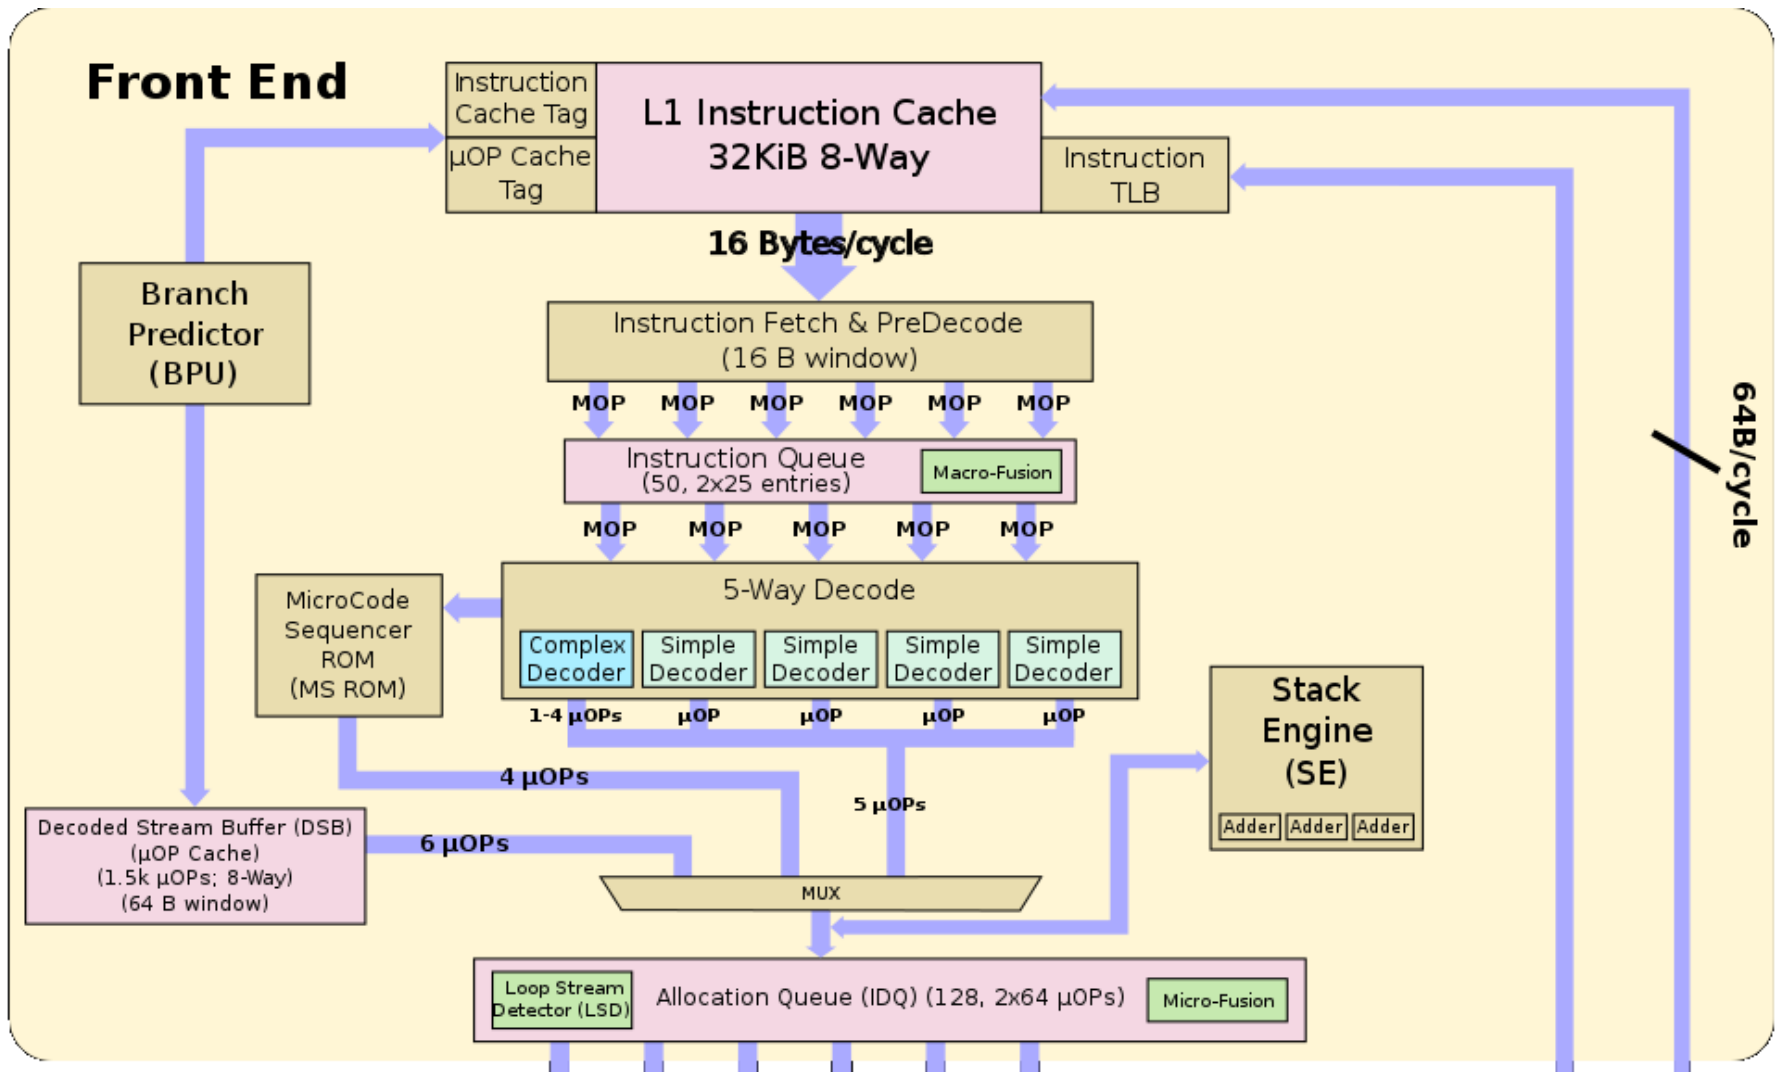 Front End
Instruction
Cache Tag
µOP Cache
Tag
L1 Instruction Cache
32KiB 8-Way
Instruction
TLB
16 Bytes/cycle
Branch
Predictor
(BPU)
Instruction Fetch & PreDecode
(16 B window)
MOP MOP MOP MOP MOP MOP
Instruction Queue
(50, 2x25 entries)
Macro-Fusion
64B/cycle
MOP MOP MOP MOP MOP
5-Way Decode
MicroCode
Sequencer
ROM
(MS ROM)
Complex
Decoder
Simple
Decoder
Simple
Decoder
Simple
Decoder
Simple
Decoder
1-4 µOPs µOP µOP µOP µOP
Stack
Engine
(SE)
Adder Adder Adder
4 µOPs
5 µOPs
Decoded Stream Buffer (DSB)
(µOP Cache)
(1.5k µOPs; 8-Way)
(64 B window)
6 µOPs
MUX
Loop Stream
Detector (LSD)
Allocation Queue (IDQ) (128, 2x64 µOPs)
Micro-Fusion